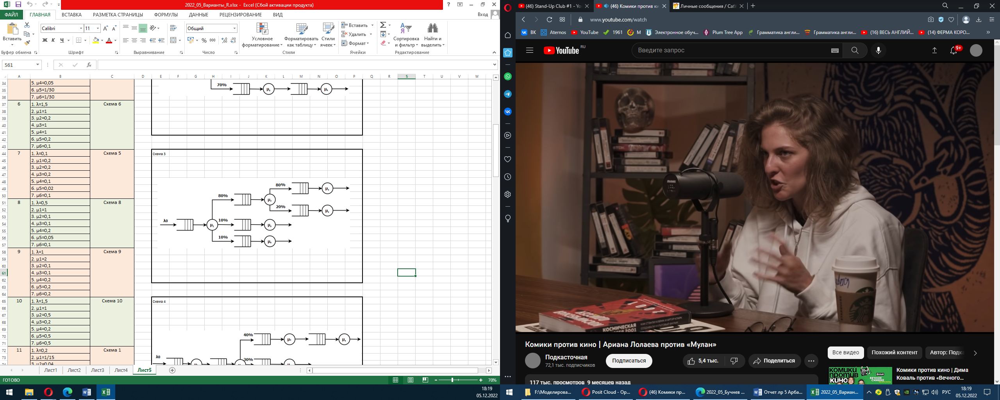 2022_05_Варианты_R.xlsx - Excel (Сбой активации продукта)
ФАЙЛ ГЛАВНАЯ ВСТАВКА РАЗМЕТКА СТРАНИЦЫ ФОРМУЛЫ ДАННЫЕ РЕЦЕНЗИРОВАНИЕ ВИД Вход
Вставить
Calibri 11
Ж К Ч
Общий
% 000
Условное форматирование
Форматировать как таблицу
Стили ячеек
Вставить
Удалить
Формат
Сортировка и фильтр
Найти и выделить
Буфер обмена Шрифт Выравнивание Число Стили Ячейки Редактирование
S61 fx
A B C D E F G H I J K L M N O P Q R S T U V W
34 5. μ4=0,05
35 6. μ5=1/30
36 7. μ6=1/30
37 6 1. λ=1,5 Схема 6
38 2. μ1=1
39 3. μ2=0,2
40 4. μ3=1
41 5. μ4=1
42 6. μ5=0,2
43 7. μ6=0,1
44 7 1. λ=0,1 Схема 5
45 2. μ1=0,2
46 3. μ2=0,2
47 4. μ3=0,2
48 5. μ4=0,1
49 6. μ5=0,02
50 7. μ6=0,1
51 8 1. λ=0,5 Схема 8
52 2. μ1=1
53 3. μ2=0,1
54 4. μ3=0,1
55 5. μ4=0,2
56 6. μ5=0,05
57 7. μ6=0,1
58 9 1. λ=1 Схема 9
59 2. μ1=2
60 3. μ2=0,1
61 4. μ3=0,1
62 5. μ4=0,2
63 6. μ5=0,2
64 7. μ6=0,2
65 10 1. λ=1,5 Схема 10
66 2. μ1=1
67 3. μ2=0,5
68 4. μ3=0,2
69 5. μ4=0,2
70 6. μ5=0,5
71 7. μ6=0,5
72 11 1. λ=0,2 Схема 1
73 2. μ1=1/15
74 3. μ2=0,04
70% μ₅ μ₆
Схема 3
80% μ₃
80% μ₂
20% μ₄
λ0 μ₁ 10% μ₅
10% μ₆
Схема 4
40% μ₃ μ₄
λ0 30%
Лист1 Лист2 Лист3 Лист4 Лист5
ГОТОВО 70%
18:19
05.12.2022
(46) Stand-Up Club #1 - Yo
(46) Комики против ки
Личные сообщения / CatV
www.youtube.com/watch
ВК Aternos YouTube 1961 М Электронное обуч... Plum Tree App Грамматика англи... Грамматика англи... (16) ВЕСЬ АНГЛИЙ... (14) ФЕРМА КОРО...
YouTube RU
Введите запрос
9+
КОСМИЧЕСКАЯ
Комики против кино | Ариана Лолаева против «Мулан»
Подкасточная
72,1 тыс. подписчиков
Подписаться
5,4 тыс.
Поделиться
117 тыс. просмотров 9 месяцев назад
Все видео Похожий контент Автор: Подка
КОМИКИ ПРОТИВ КИНО
ВЕЧНОЕ СИЯНИЕ
Комики против кино | Дима Коваль против «Вечного...
F:\Моделирова... Posit Cloud - Op... (46) Комики пр... 2022_05_Бучнев ... Отчет лр 5 Арба... 2022_05_Вариан... РУС
18:19
05.12.2022